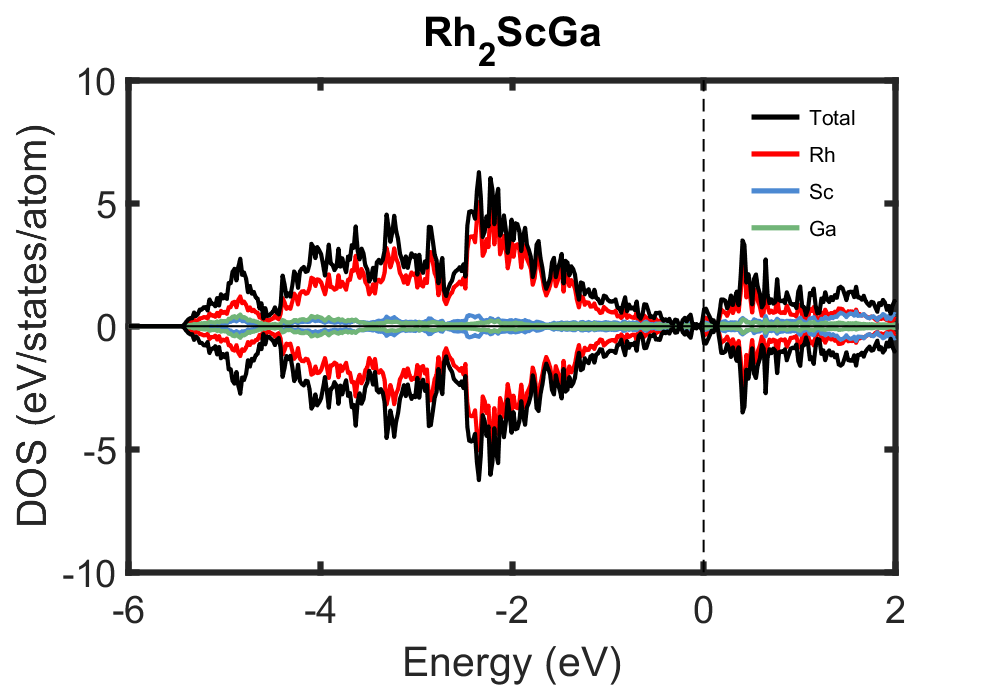 Rh₂ScGa
DOS (eV/states/atom)
10
5
0
-5
-10
Total
Rh
Sc
Ga
-6 -4 -2 0 2
Energy (eV)